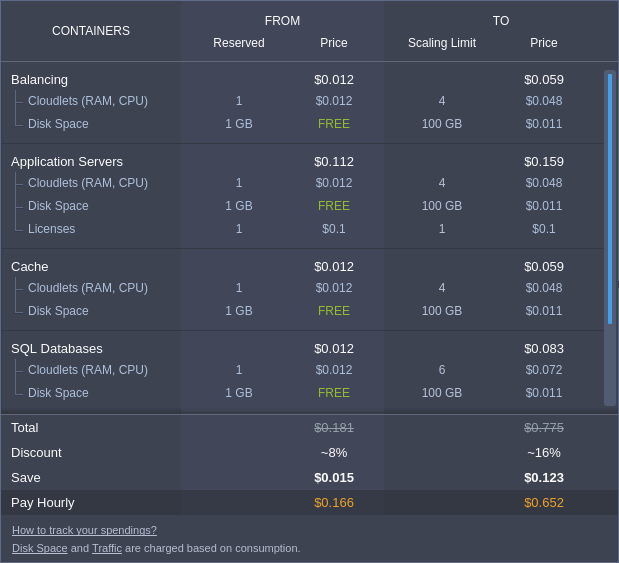 CONTAINERS FROM TO
Reserved Price Scaling Limit Price
Balancing $0.012 $0.059
Cloudlets (RAM, CPU) 1 $0.012 4 $0.048
Disk Space 1 GB FREE 100 GB $0.011
Application Servers $0.112 $0.159
Cloudlets (RAM, CPU) 1 $0.012 4 $0.048
Disk Space 1 GB FREE 100 GB $0.011
Licenses 1 $0.1 1 $0.1
Cache $0.012 $0.059
Cloudlets (RAM, CPU) 1 $0.012 4 $0.048
Disk Space 1 GB FREE 100 GB $0.011
SQL Databases $0.012 $0.083
Cloudlets (RAM, CPU) 1 $0.012 6 $0.072
Disk Space 1 GB FREE 100 GB $0.011
Total $0.181 $0.775
Discount ~8% ~16%
Save $0.015 $0.123
Pay Hourly $0.166 $0.652
How to track your spendings?
Disk Space and Traffic are charged based on consumption.